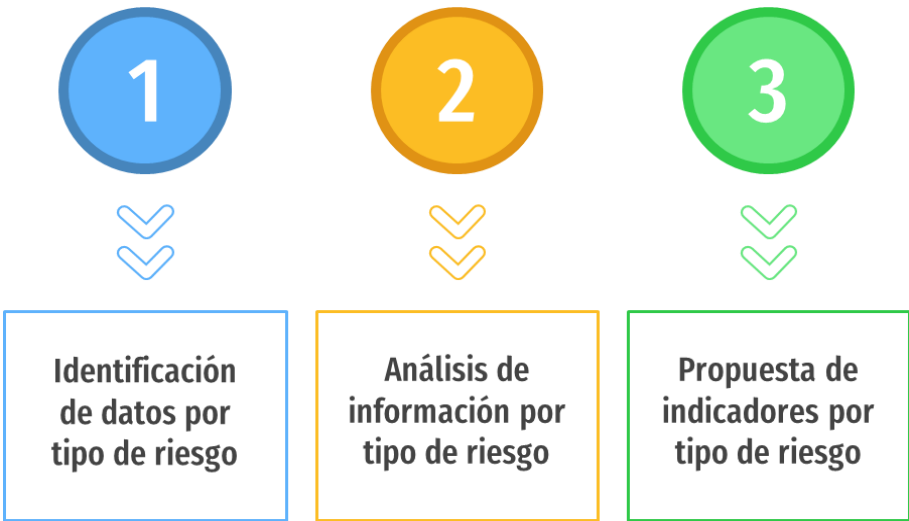 1
2
3
Identificación
de datos por
tipo de riesgo
Análisis de
información por
tipo de riesgo
Propuesta de
indicadores por
tipo de riesgo